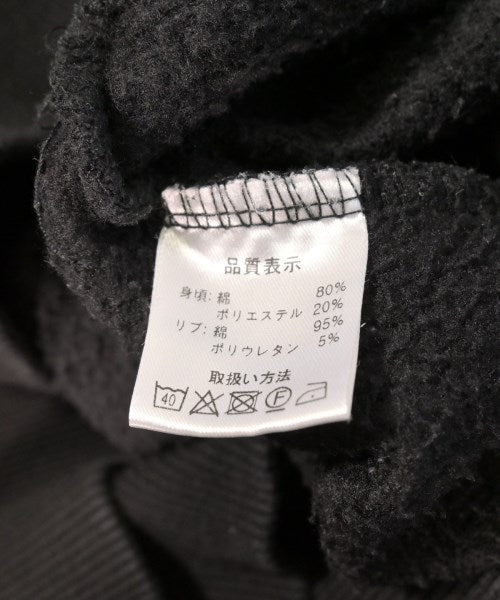 品質表示
身頃: 綿 80%
ポリエステル 20%
リブ: 綿 95%
ポリウレタン 5%
取扱い方法
40
F